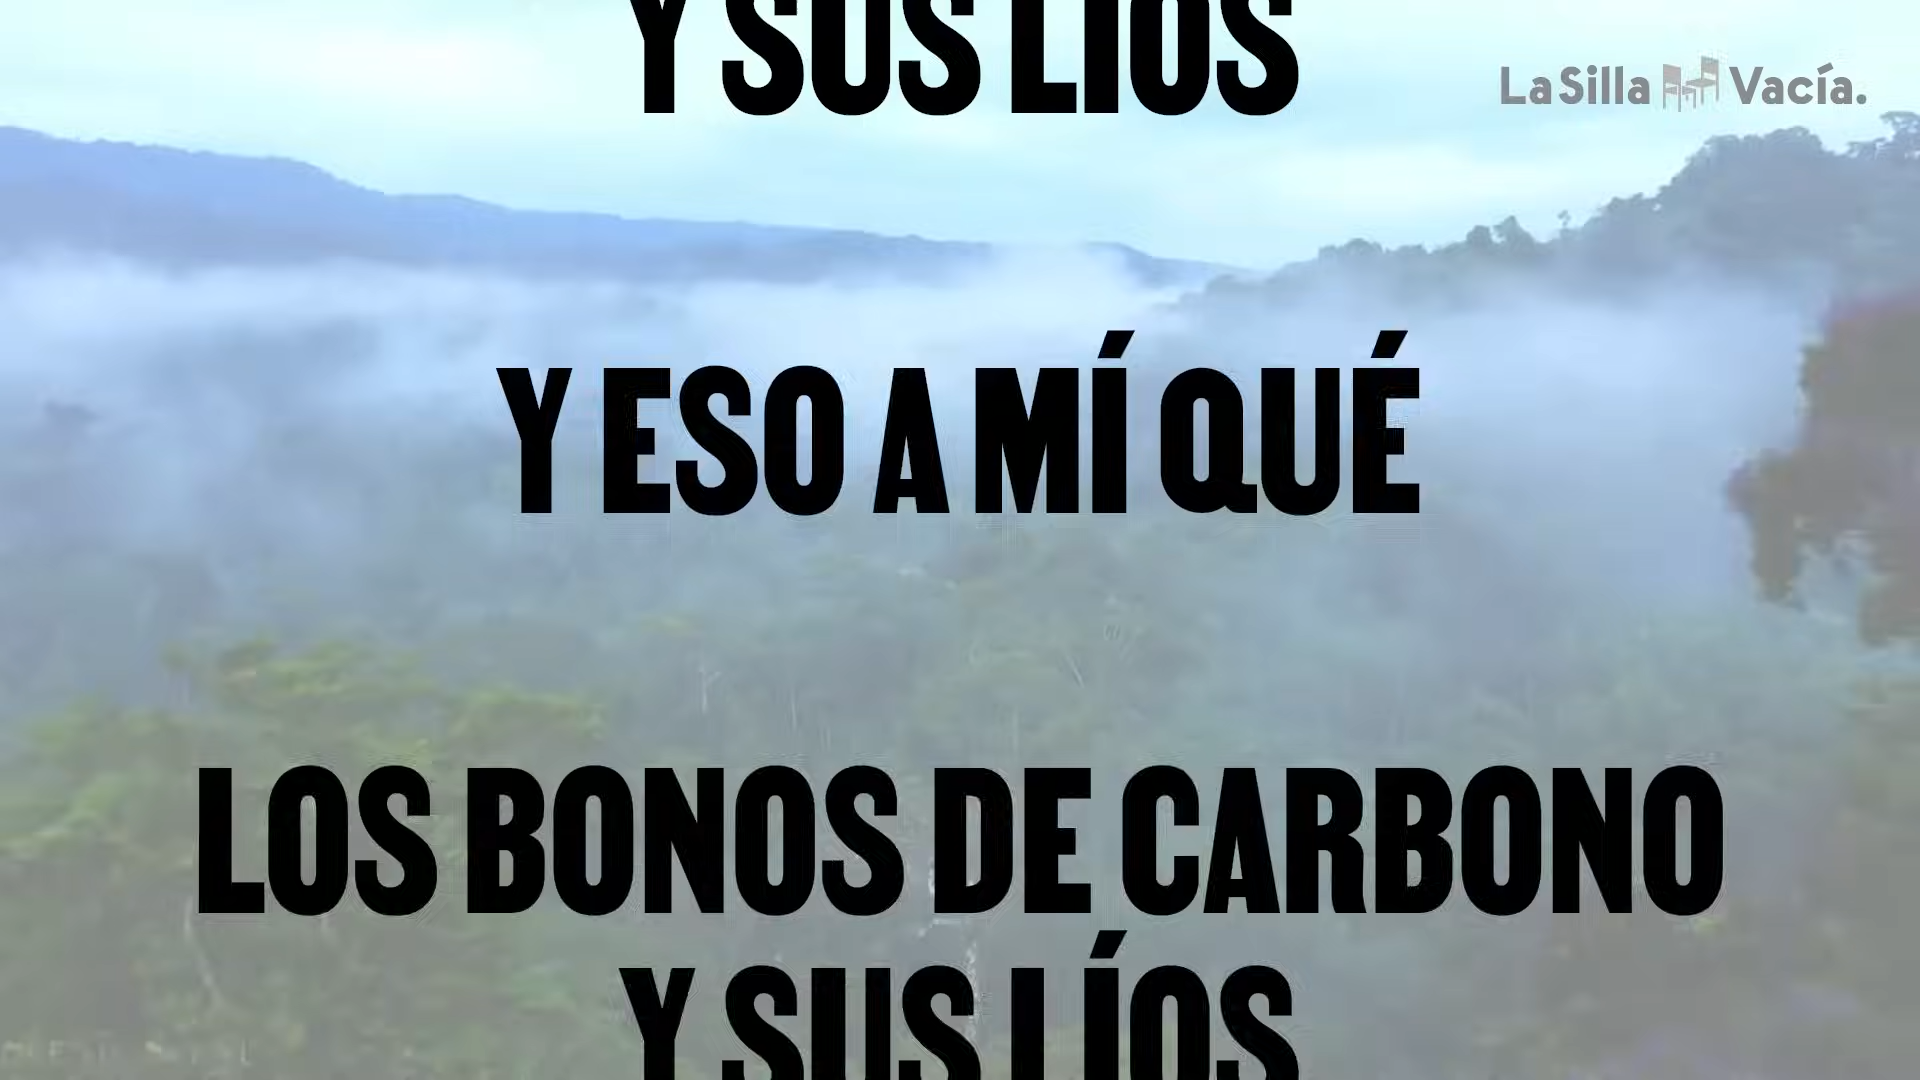 Y SUS LÍOS
La Silla Vacía.
Y ESO A MÍ QUÉ
LOS BONOS DE CARBONO
Y SUS LÍOS